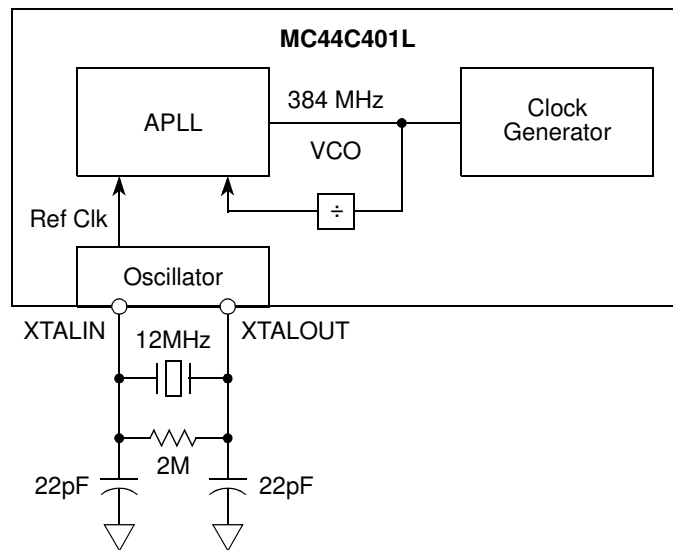 MC44C401L
APLL
384 MHz
VCO
Clock
Generator
÷
Ref Clk
Oscillator
XTALIN
XTALOUT
12MHz
2M
22pF
22pF